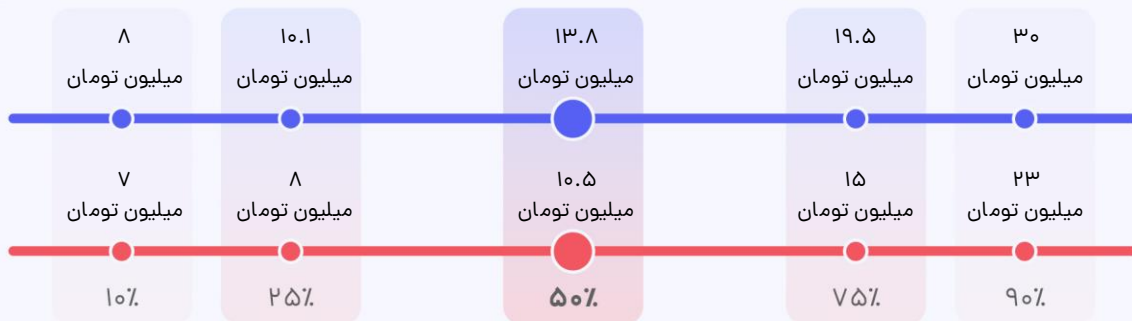 ۸ ۱۰.۱ ۱۳.۸ ۱۹.۵ ۳۰
میلیون تومان میلیون تومان میلیون تومان میلیون تومان میلیون تومان
۷ ۸ ۱۰.۵ ۱۵ ۲۳
میلیون تومان میلیون تومان میلیون تومان میلیون تومان میلیون تومان
۱۰٪ ۲۵٪ ۵۰٪ ۷۵٪ ۹۰٪